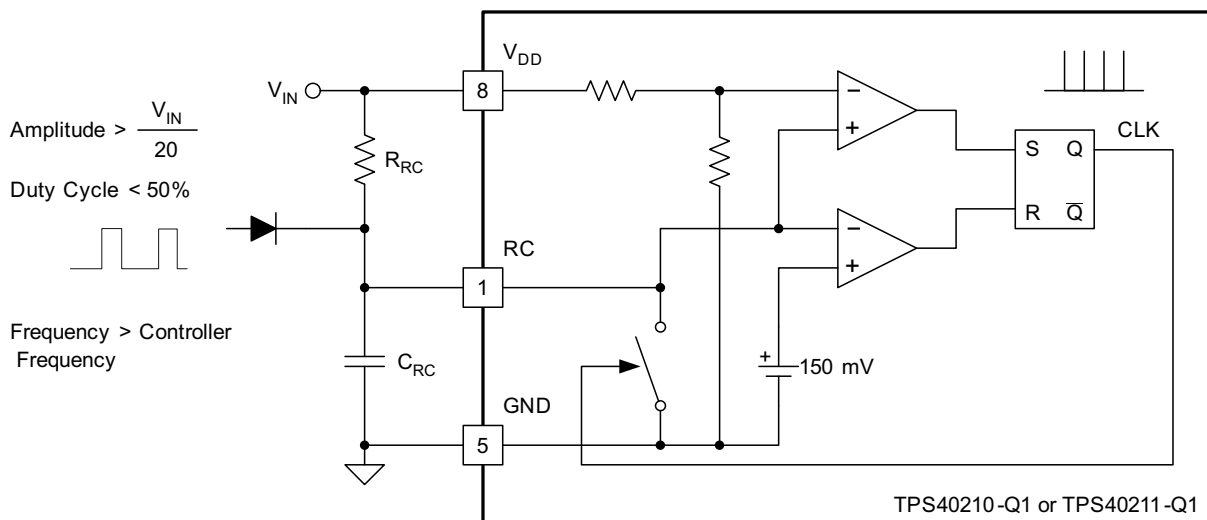 V_DD
8
V_IN
Amplitude > V_IN / 20
R_RC
Duty Cycle < 50%
−
+
CLK
S Q
R Q̅
RC
1
−
+
Frequency > Controller
Frequency
C_RC
+
150 mV
GND
5
TPS40210-Q1 or TPS40211-Q1